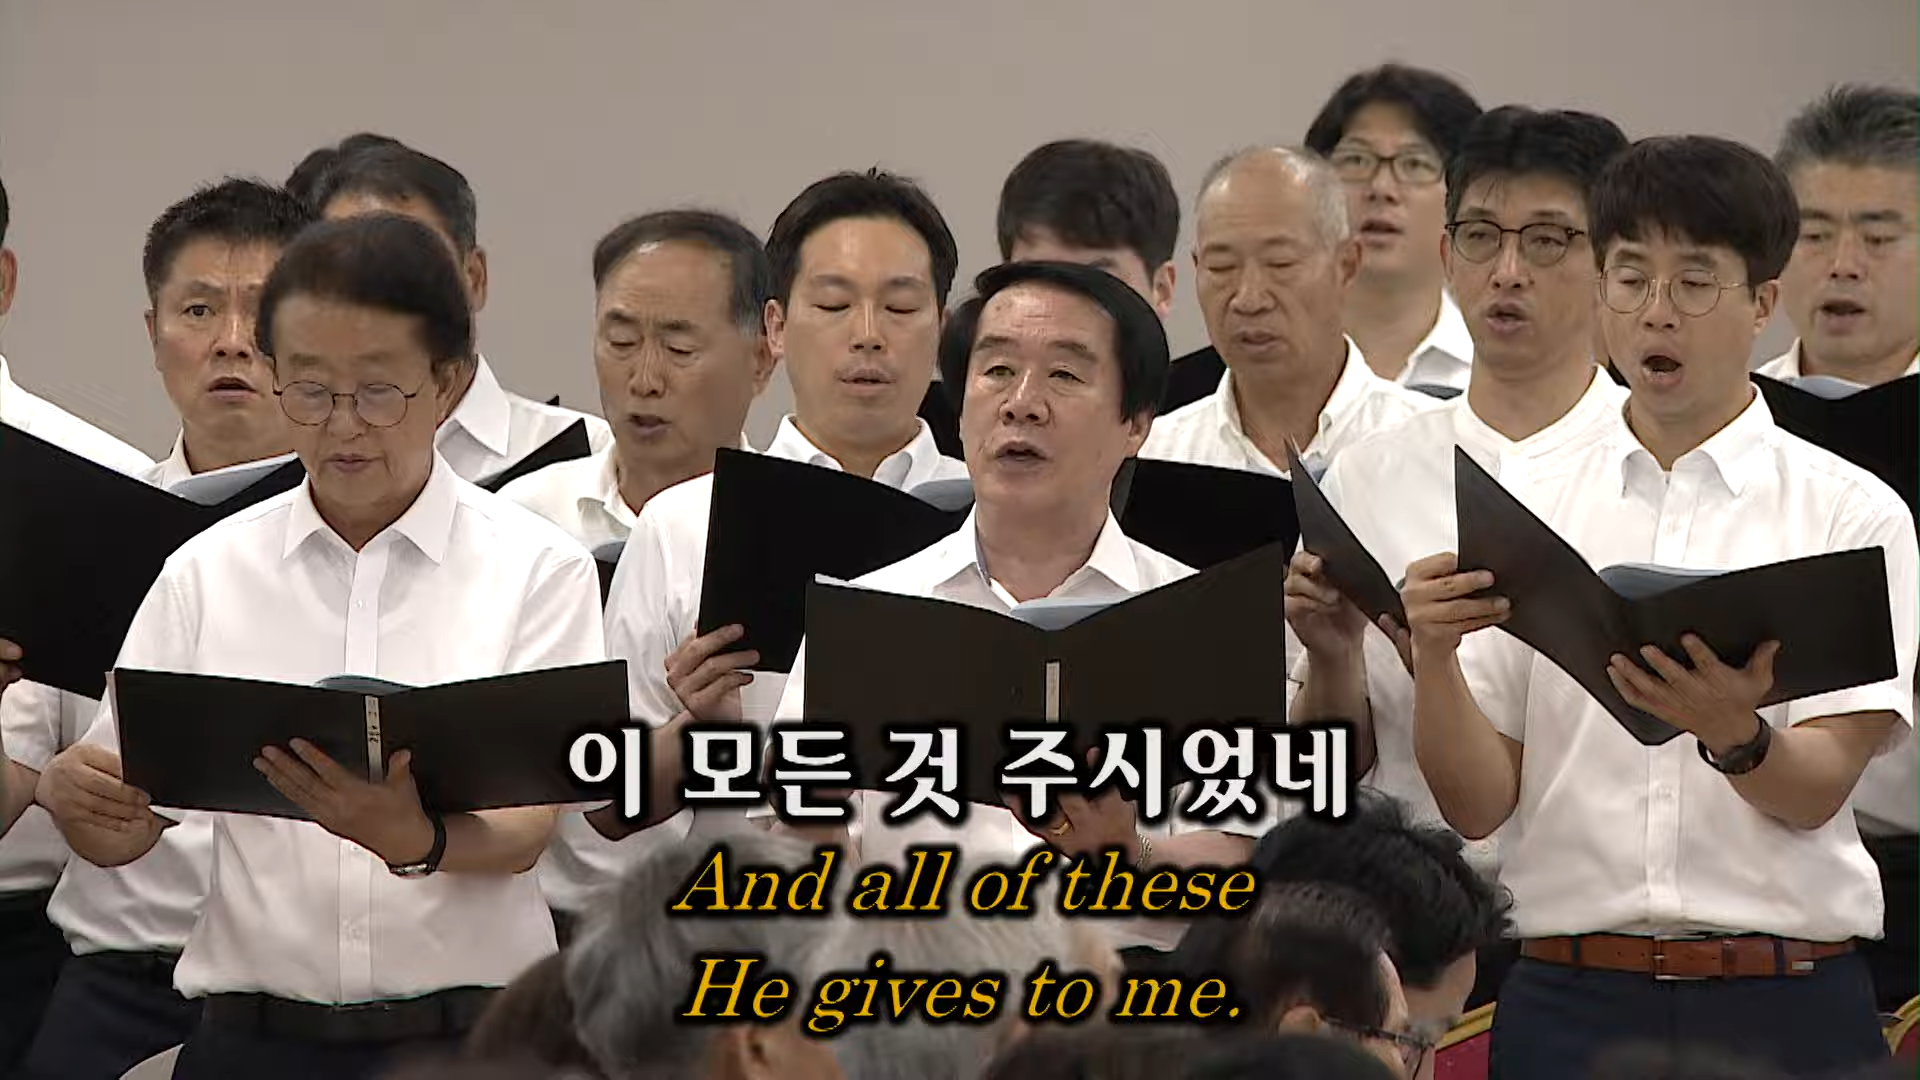 이 모든 것 주시었네
And all of these
He gives to me.